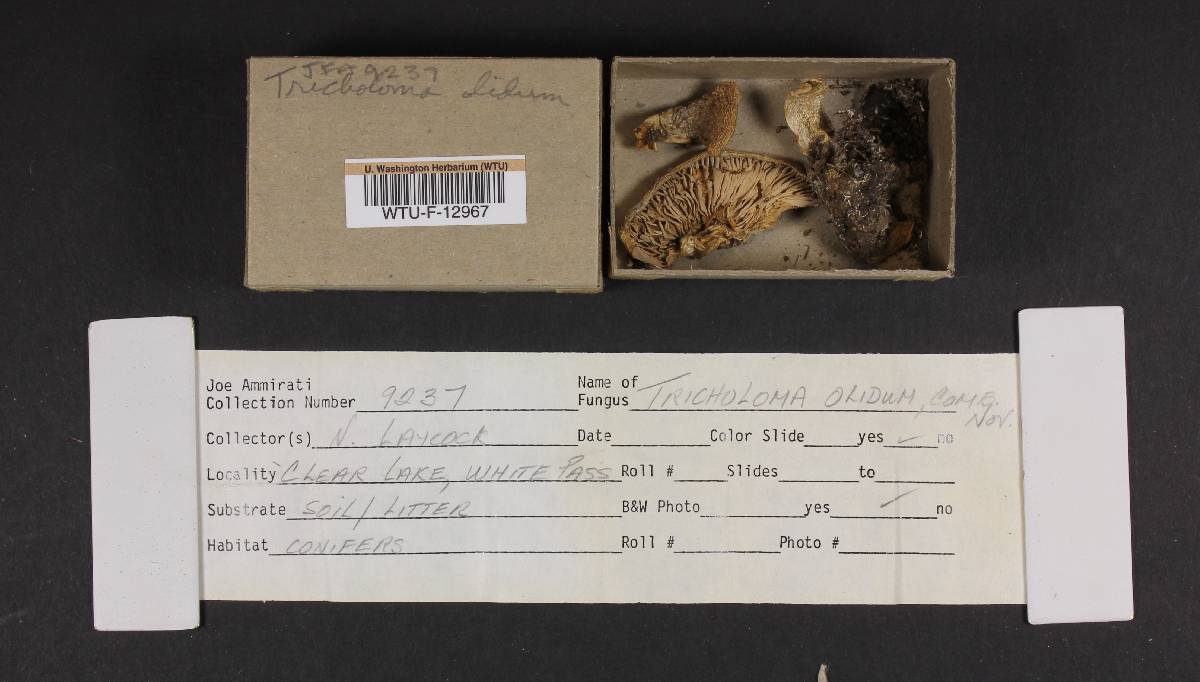 JFA 9237
Tricholoma olidum
U. Washington Herbarium (WTU)
WTU-F-12967
Joe Ammirati
Collection Number 9237
Name of
Fungus TRICHOLOMA OLIDUM, COMB.
NOV.
Collector(s) N. LAYCOCK Date Color Slide yes ✓ no
Locality CLEAR LAKE, WHITE PASS Roll # Slides to
Substrate SOIL/LITTER B&W Photo yes ✓ no
Habitat CONIFERS Roll # Photo #